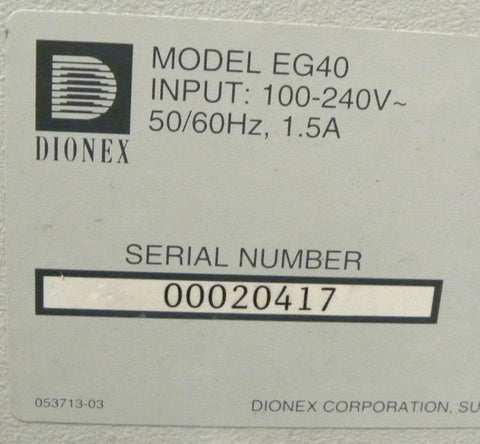 MODEL EG40
INPUT: 100-240V~
50/60Hz, 1.5A
DIONEX
SERIAL NUMBER
00020417
053713-03
DIONEX CORPORATION, SU